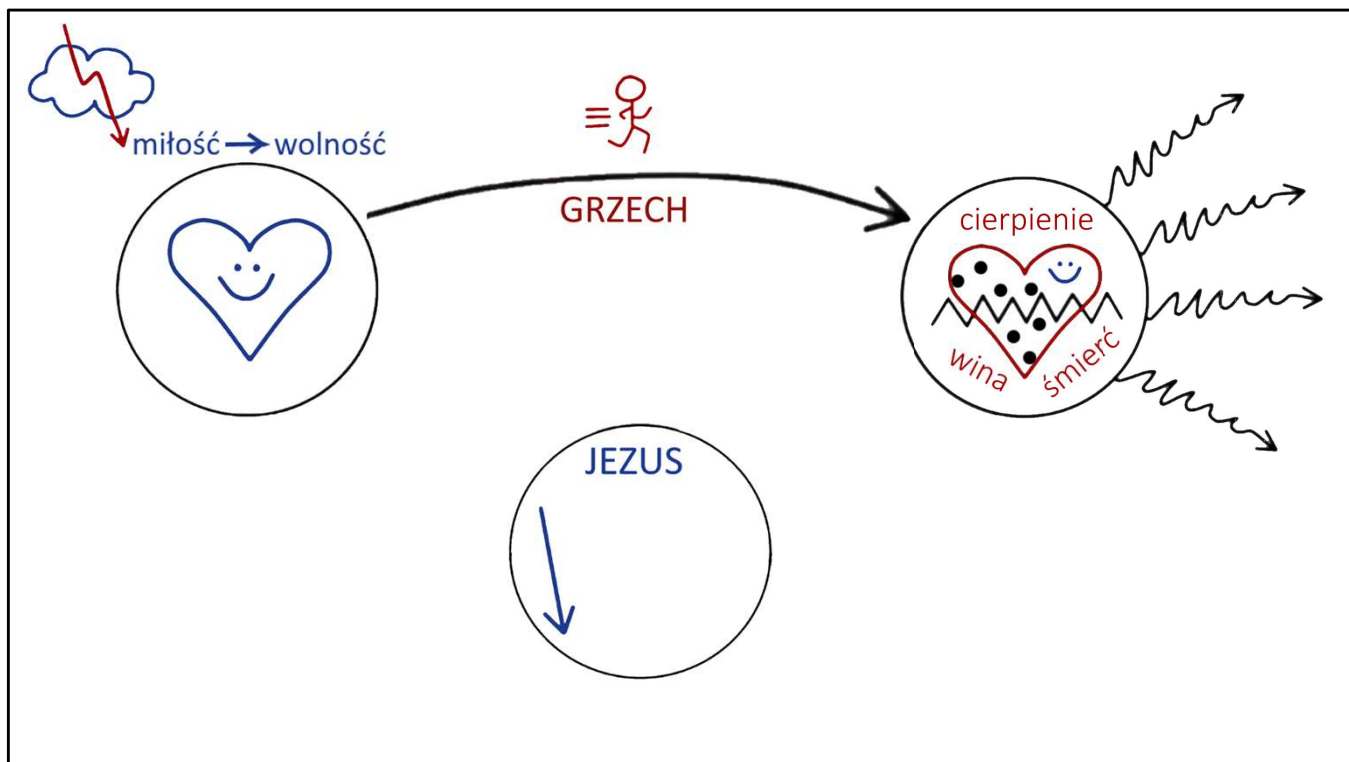 miłość → wolność
GRZECH
cierpienie
wina
śmierć
JEZUS